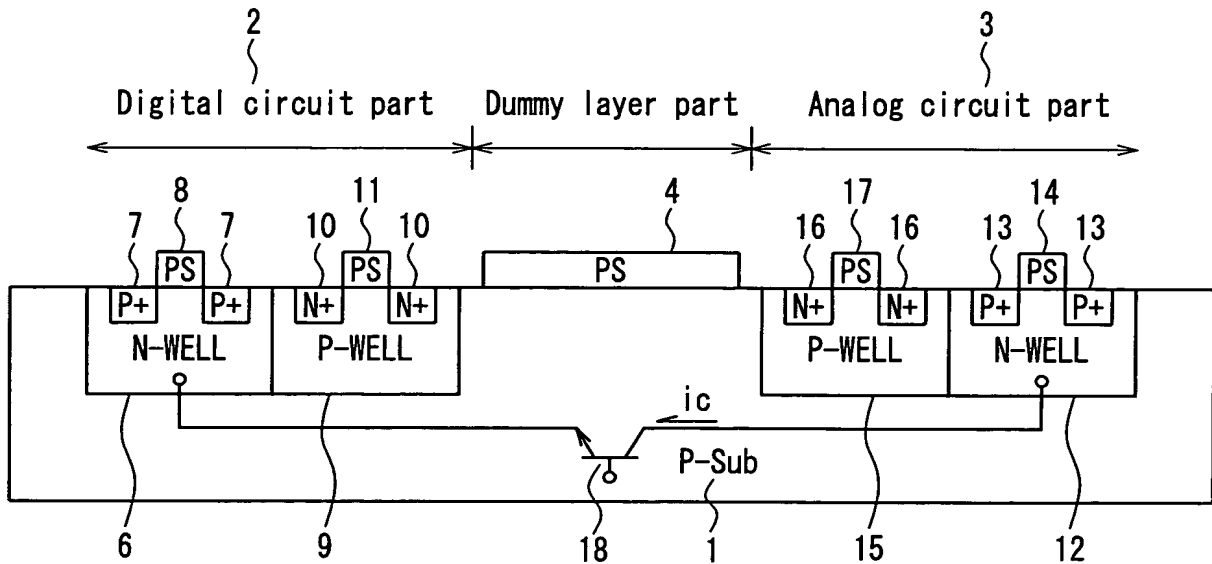 2 3
Digital circuit part Dummy layer part Analog circuit part
8 11 4 17 14
7 7 10 10 16 16 13 13
PS PS PS PS PS
P+ P+ N+ N+ N+ N+ P+ P+
N-WELL P-WELL P-WELL N-WELL
ic
P-Sub
6 9 18 1 15 12